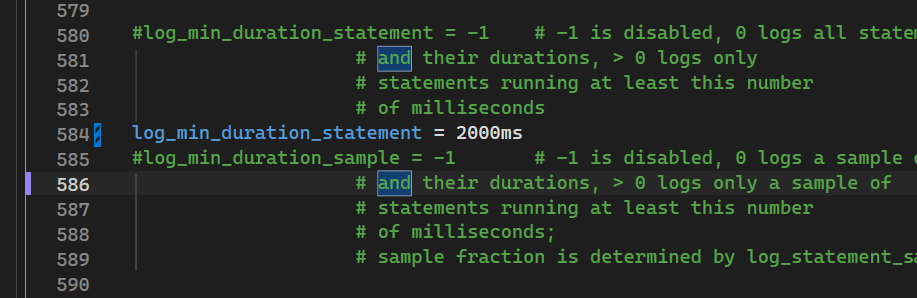 579
580 #log_min_duration_statement = -1 # -1 is disabled, 0 logs all
581 # and their durations, > 0 logs only
582 # statements running at least this number
583 # of milliseconds
584 log_min_duration_statement = 2000ms
585 #log_min_duration_sample = -1 # -1 is disabled, 0 logs a sample
586 # and their durations, > 0 logs only a sample of
587 # statements running at least this number
588 # of milliseconds;
589 # sample fraction is determined by
590